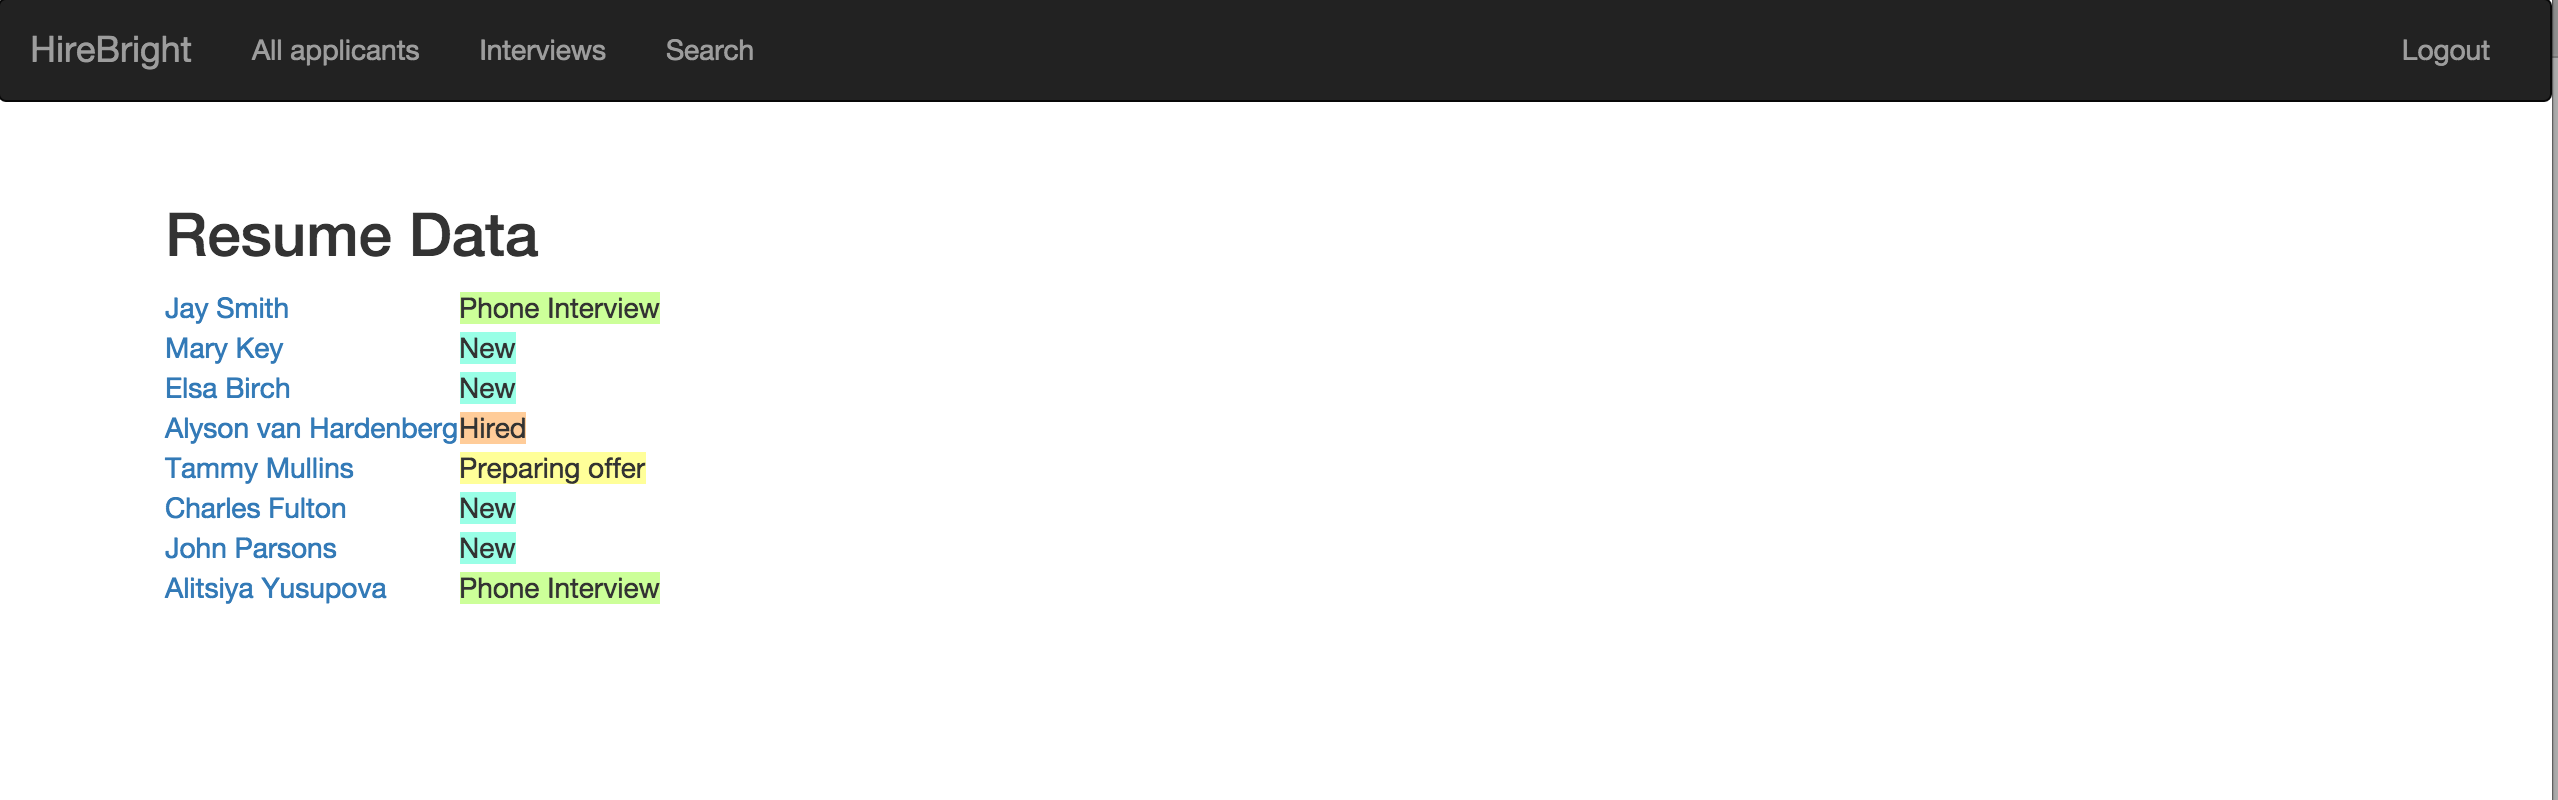 HireBright All applicants Interviews Search Logout
Resume Data
Jay Smith Phone Interview
Mary Key New
Elsa Birch New
Alyson van Hardenberg Hired
Tammy Mullins Preparing offer
Charles Fulton New
John Parsons New
Alitsiya Yusupova Phone Interview